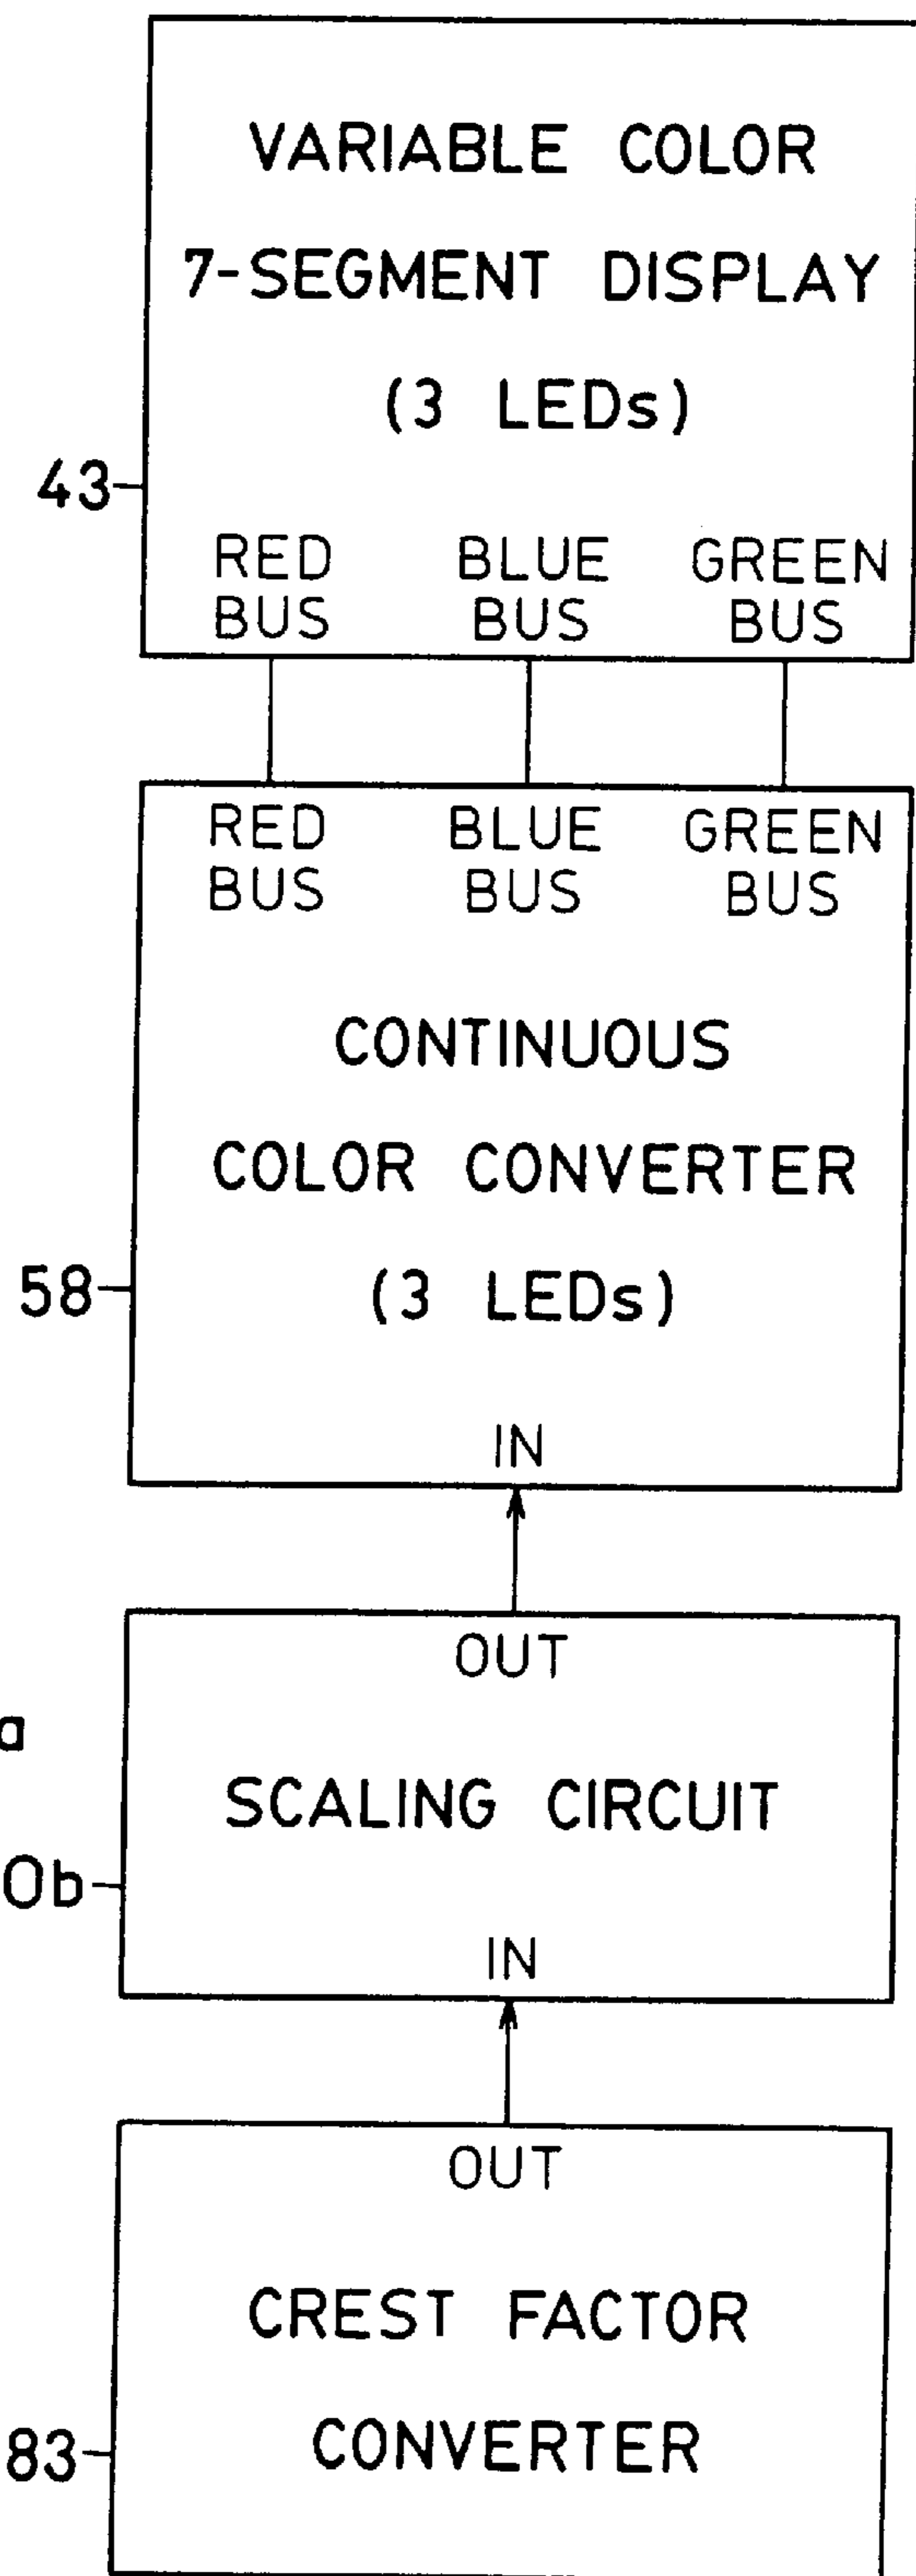 VARIABLE COLOR
7-SEGMENT DISPLAY
(3 LEDs)
43
RED BLUE GREEN
BUS BUS BUS
RED BLUE GREEN
BUS BUS BUS
CONTINUOUS
COLOR CONVERTER
58
(3 LEDs)
IN
OUT
a
SCALING CIRCUIT
0b
IN
OUT
CREST FACTOR
83
CONVERTER